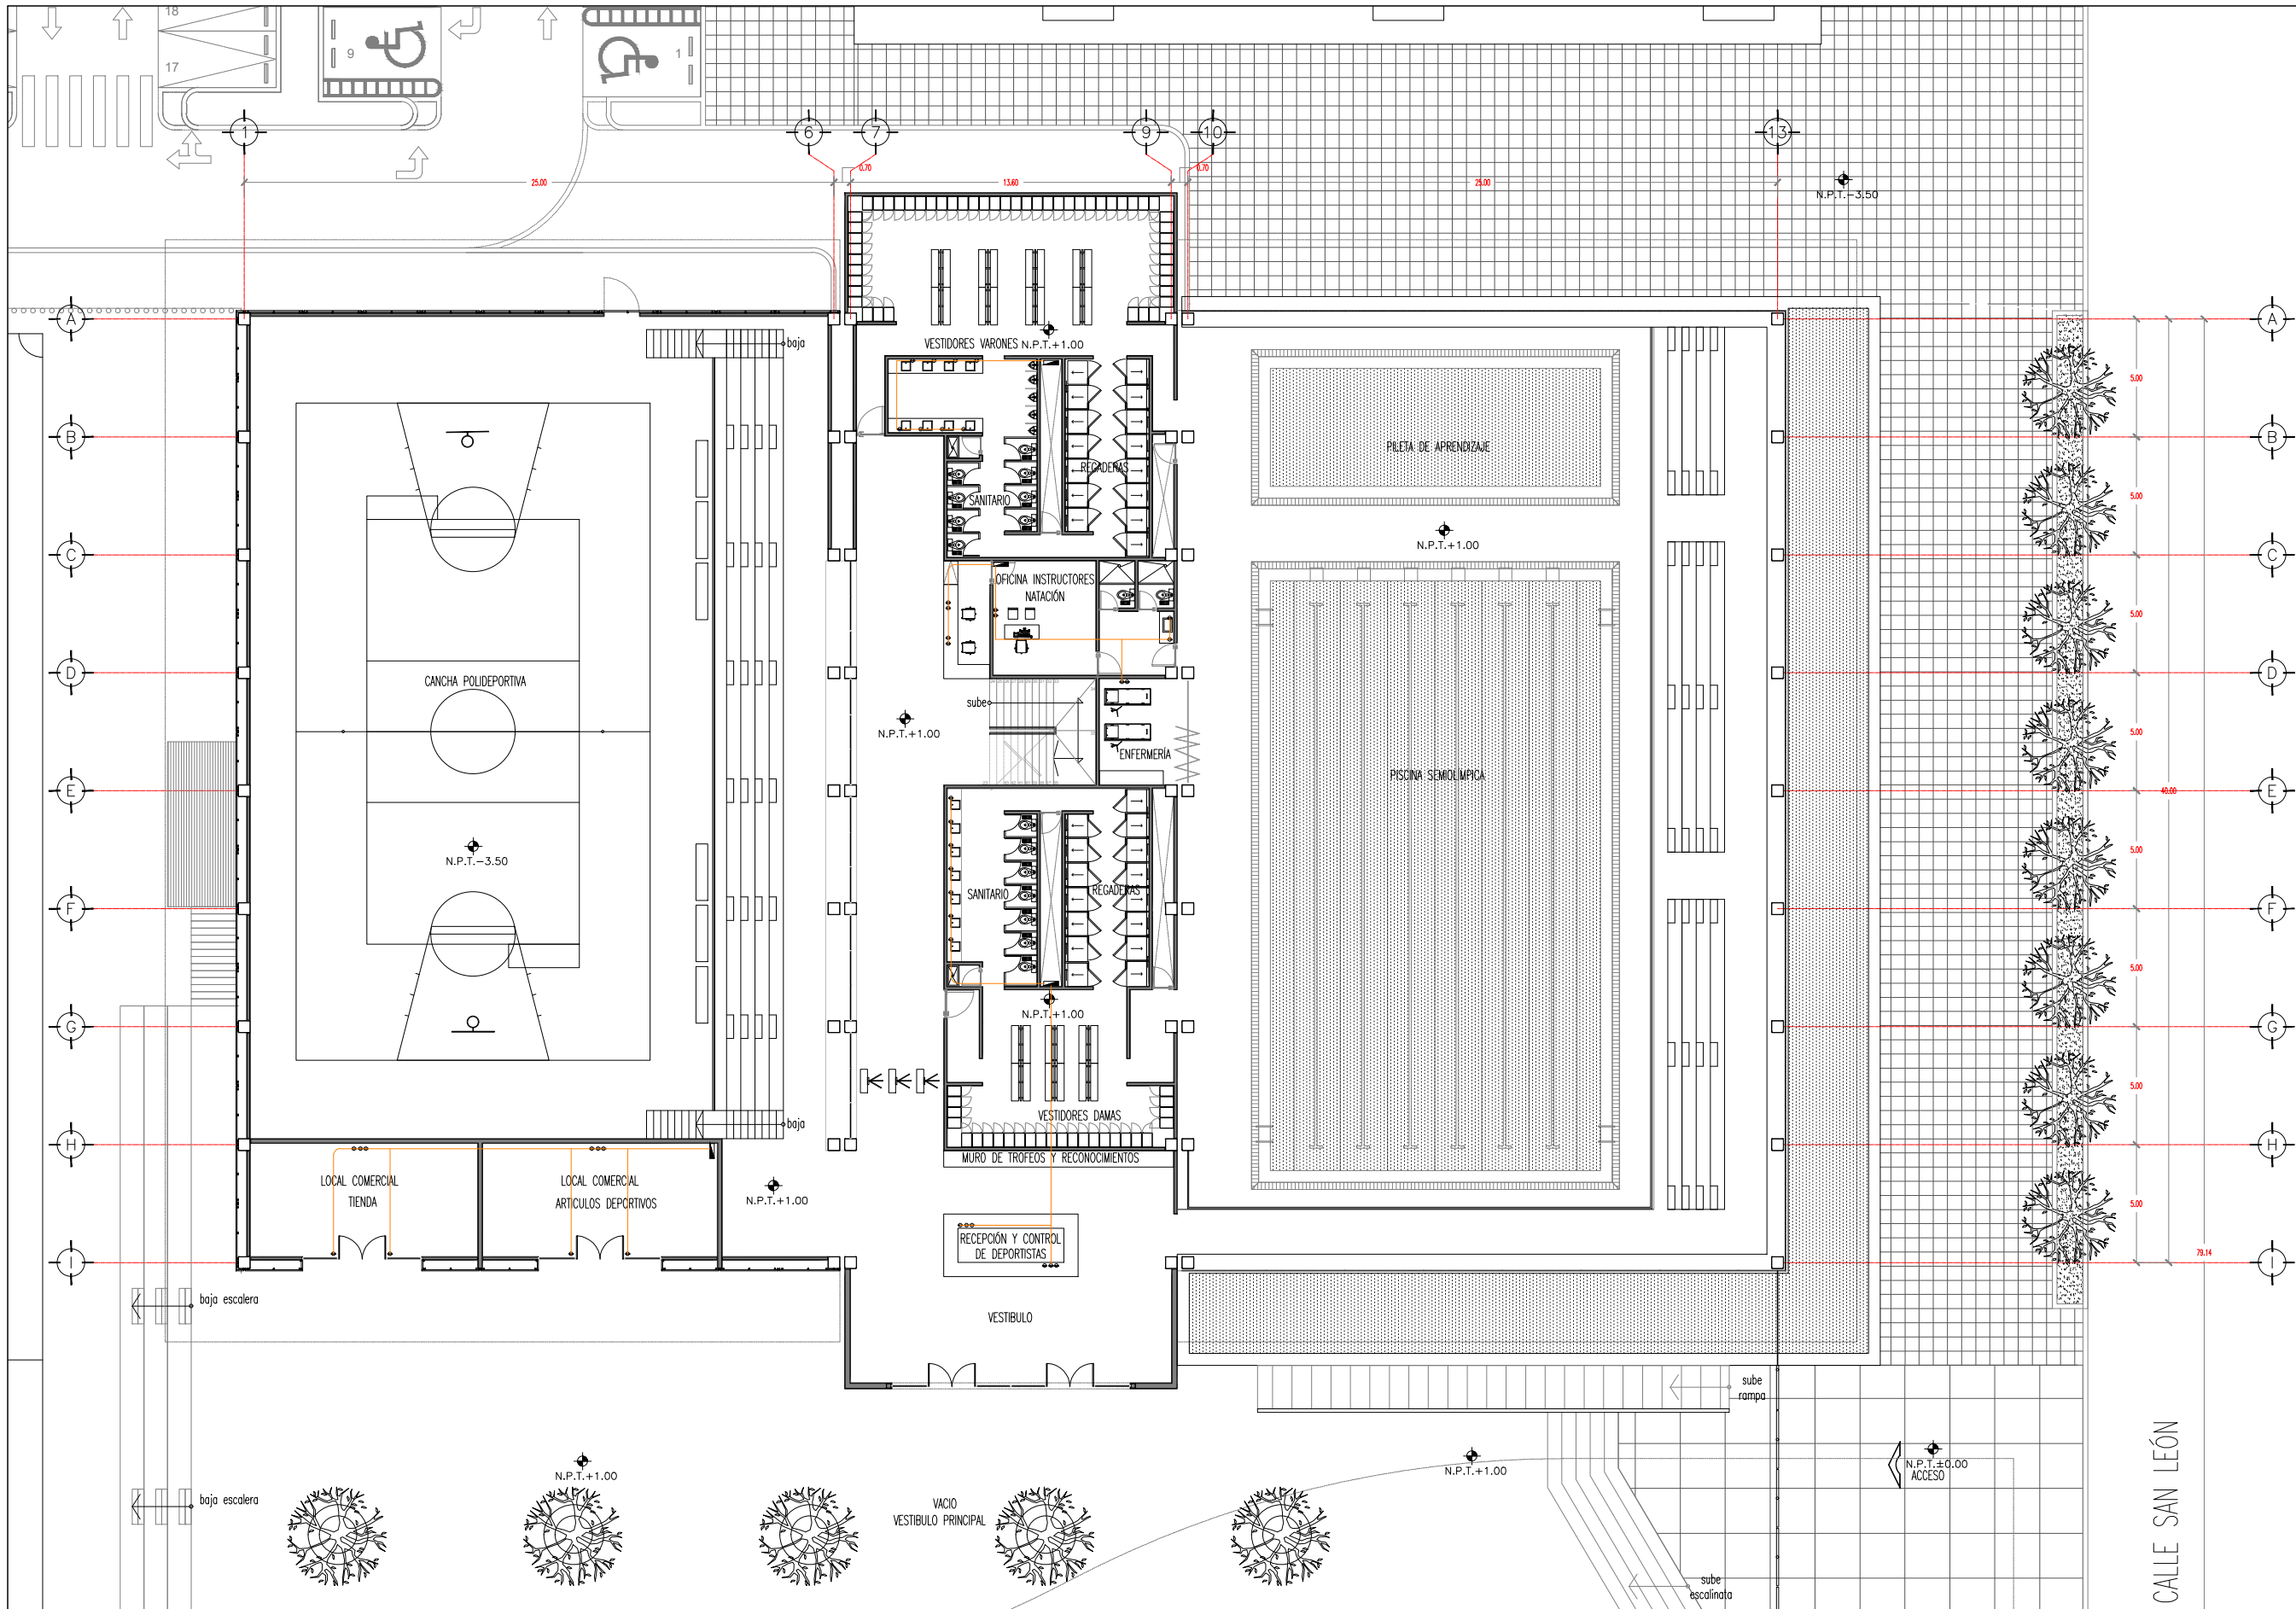 18
17
9
1
1
6
7
9
10
13
0.70
0.70
25.00
13.60
25.00
N.P.T.-3.50
A
A
baja
VESTIDORES VARONES N.P.T.+1.00
5.00
B
B
PILETA DE APRENDIZAJE
REGADERAS
SANITARIO
5.00
N.P.T.+1.00
C
C
OFICINA INSTRUCTORES
NATACIÓN
5.00
D
D
CANCHA POLIDEPORTIVA
sube
N.P.T.+1.00
5.00
ENFERMERÍA
PISCINA SEMIOLIMPICA
E
E
40.00
N.P.T.-3.50
5.00
SANITARIO
REGADERAS
F
F
5.00
N.P.T.+1.00
G
G
5.00
VESTIDORES DAMAS
baja
H
H
MURO DE TROFEOS Y RECONOCIMIENTOS
LOCAL COMERCIAL
TIENDA
LOCAL COMERCIAL
ARTICULOS DEPORTIVOS
N.P.T.+1.00
5.00
RECEPCIÓN Y CONTROL
DE DEPORTISTAS
79.14
I
I
baja escalera
VESTIBULO
sube
rampa
N.P.T.+1.00
N.P.T.+1.00
N.P.T.±0.00
ACCESO
baja escalera
VACIO
VESTIBULO PRINCIPAL
sube
escalinata
CALLE SAN LEÓN